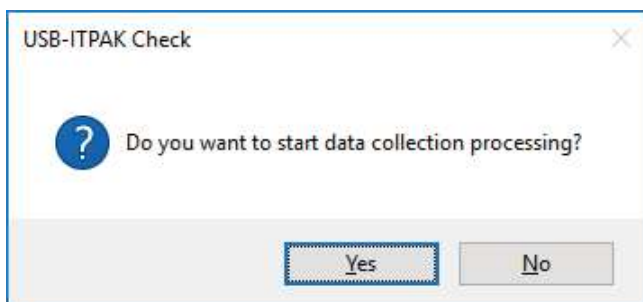 USB-ITPAK Check
?
Do you want to start data collection processing?
Yes
No